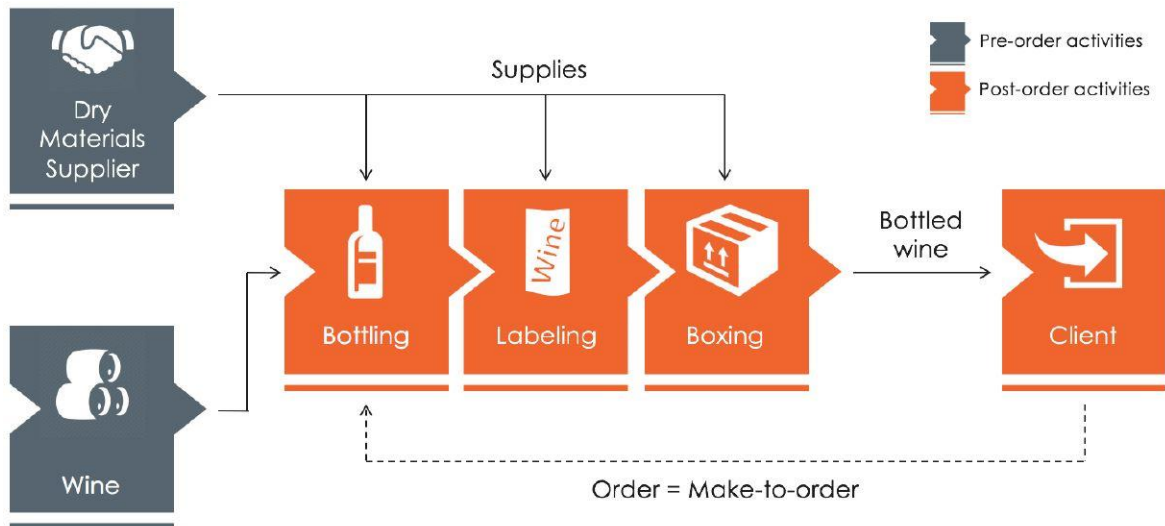 Pre-order activities
Post-order activities
Supplies
Dry
Materials
Supplier
Wine
Bottling
Labeling
Boxing
Bottled
wine
Client
Wine
Order = Make-to-order